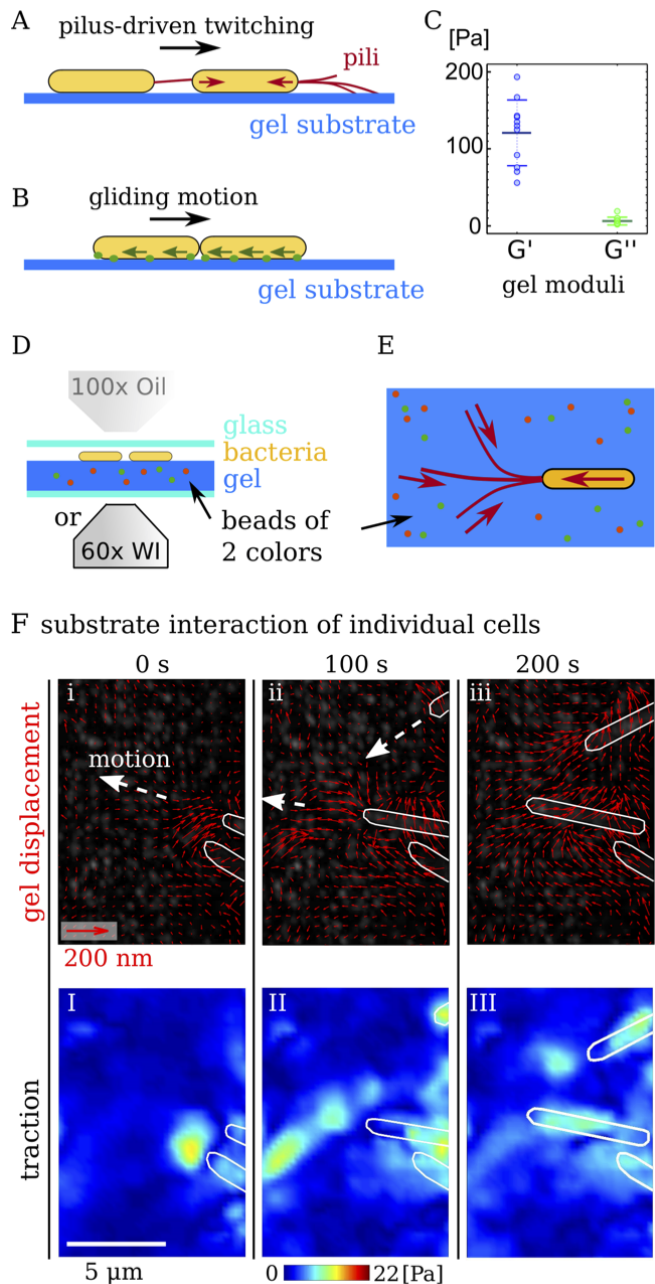 A
pilus-driven twitching
pili
gel substrate
B
gliding motion
gel substrate
C
[Pa]
200
100
0
G'
G''
gel moduli
D
100x Oil
glass
bacteria
gel
or
60x WI
beads of
2 colors
E
F substrate interaction of individual cells
0 s
100 s
200 s
gel displacement
i
ii
iii
motion
200 nm
traction
I
II
III
5 μm
0
22 [Pa]